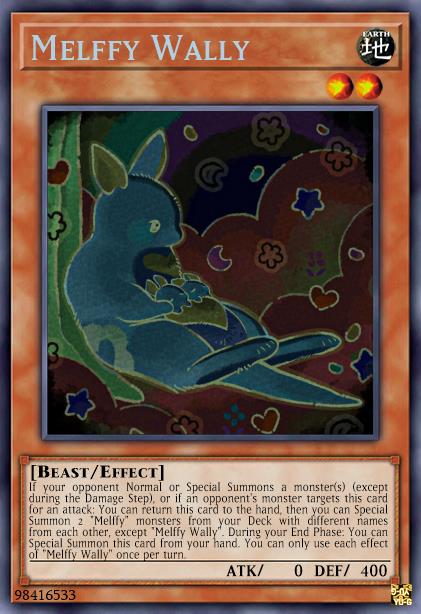 MELFFY WALLY
EARTH
地
[BEAST/EFFECT]
If your opponent Normal or Special Summons a monster(s) (except
during the Damage Step), or if an opponent's monster targets this card
for an attack: You can return this card to the hand, then you can Special
Summon 2 "Melffy" monsters from your Deck with different names
from each other, except "Melffy Wally". During your End Phase: You can
Special Summon this card from your hand. You can only use each effect
of "Melffy Wally" once per turn.
ATK/ 0 DEF/ 400
98416533